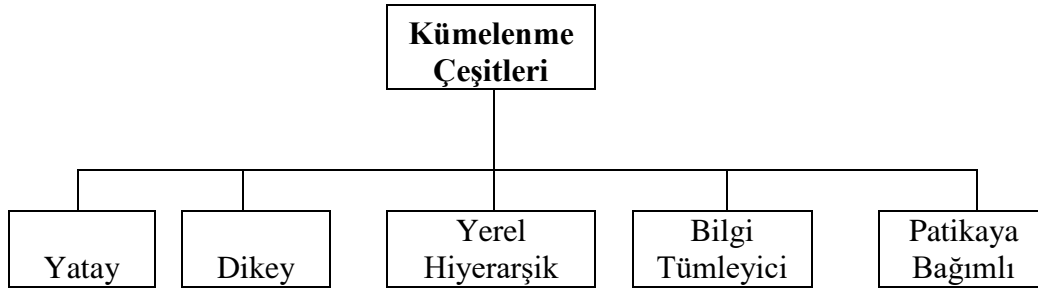 Kümelenme
Çeşitleri
Yatay
Dikey
Yerel
Hiyerarşik
Bilgi
Tümleyici
Patikaya
Bağımlı